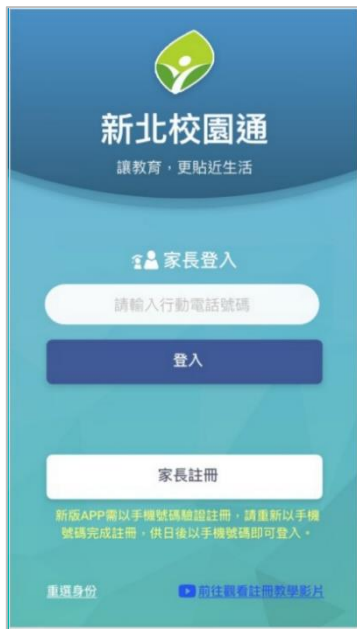 新北校園通
讓教育，更貼近生活
家長登入
請輸入行動電話號碼
登入
家長註冊
新版APP需以手機號碼驗證註冊，請重新以手機
號碼完成註冊，供日後以手機號碼即可登入。
重選身份
前往觀看註冊教學影片